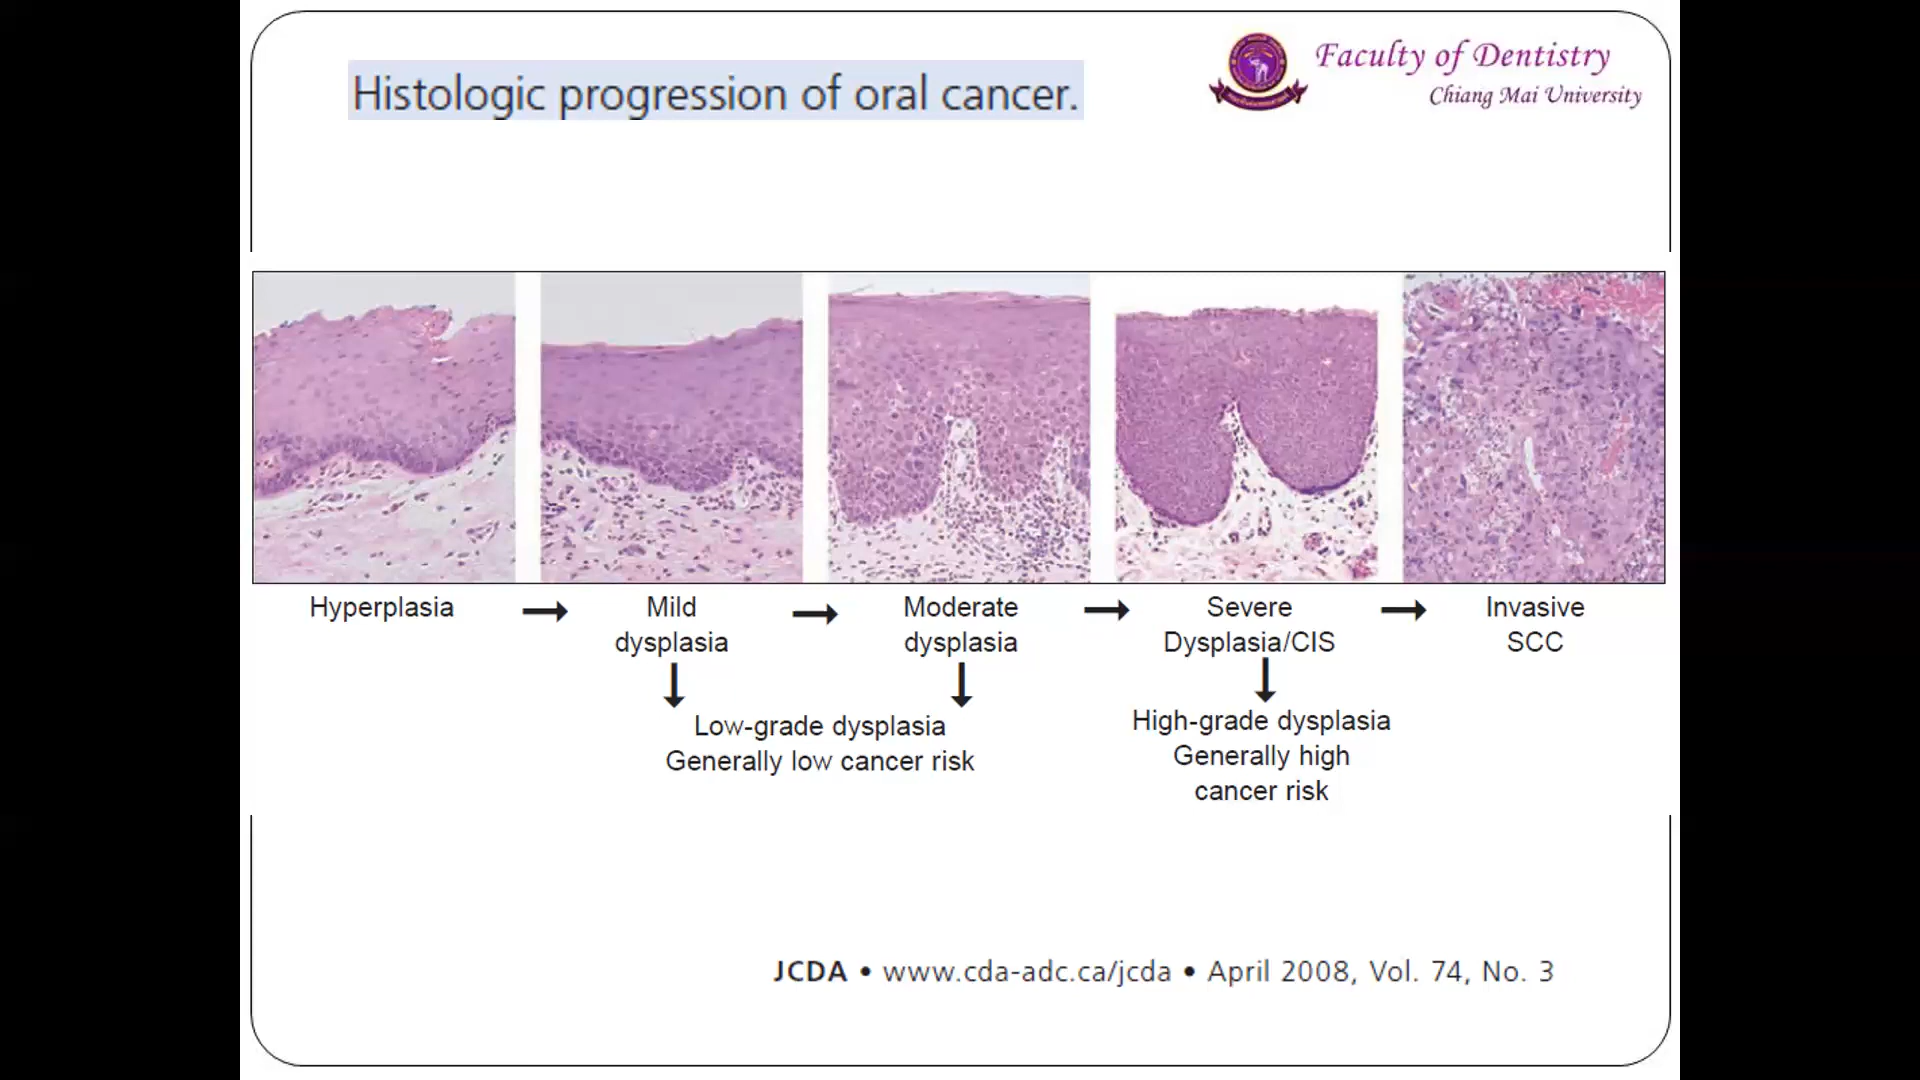 Histologic progression of oral cancer.
Faculty of Dentistry
Chiang Mai University
Hyperplasia
Mild
dysplasia
Moderate
dysplasia
Severe
Dysplasia/CIS
Invasive
SCC
Low-grade dysplasia
Generally low cancer risk
High-grade dysplasia
Generally high
cancer risk
JCDA • www.cda-adc.ca/jcda • April 2008, Vol. 74, No. 3